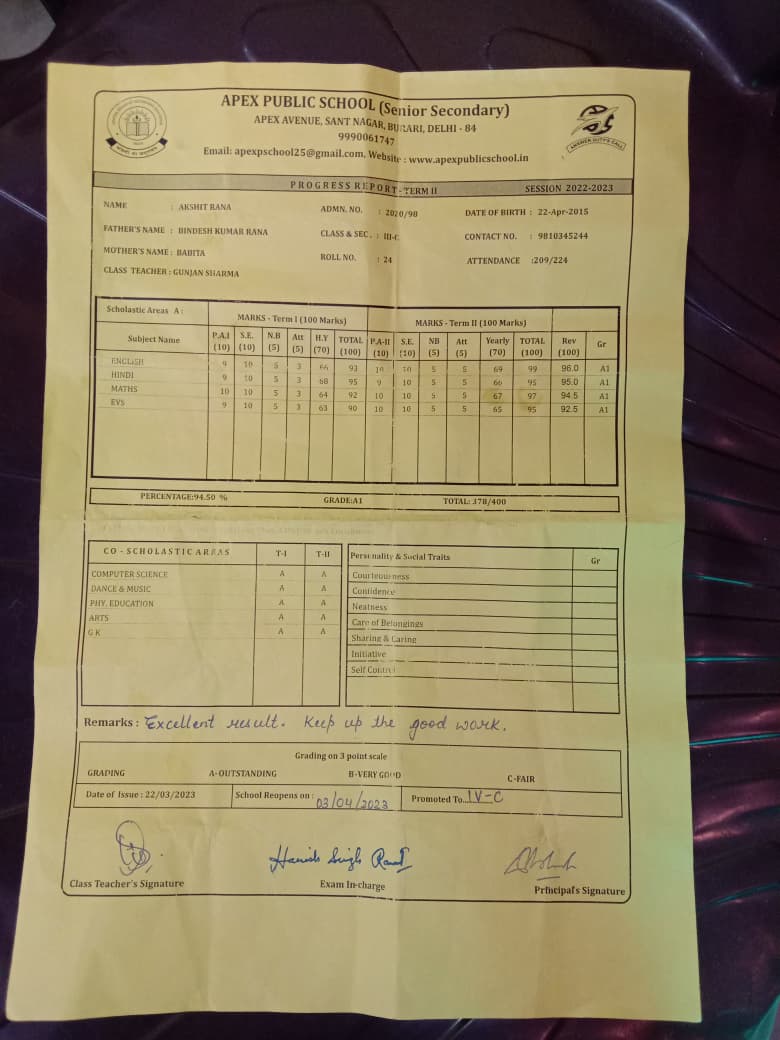 APEX PUBLIC SCHOOL (Senior Secondary)
APEX AVENUE, SANT NAGAR, BURARI, DELHI - 84
9990061747
Email: apexpschool25@gmail.com, Website : www.apexpublicschool.in
ANSWER DUTY'S CALL
PROGRESS REPORT - TERM II SESSION 2022-2023
NAME : AKSHIT RANA ADMN. NO. : 2020/98 DATE OF BIRTH : 22-Apr-2015
FATHER'S NAME : BINDESH KUMAR RANA CLASS & SEC. : III-C CONTACT NO. : 9810345244
MOTHER'S NAME : BABITA ROLL NO. : 24 ATTENDANCE :209/224
CLASS TEACHER : GUNJAN SHARMA
Scholastic Areas A : MARKS - Term I (100 Marks) MARKS - Term II (100 Marks)
Subject Name P.A.I (10) S.E. (10) N.B (5) Att (5) H.Y (70) TOTAL (100) P.A-II (10) S.E. (10) NB (5) Att (5) Yearly (70) TOTAL (100) Rev (100) Gr
ENGLISH 9 10 5 3 66 93 10 10 5 5 69 99 96.0 A1
HINDI 9 10 5 3 68 95 9 10 5 5 66 95 95.0 A1
MATHS 10 10 5 3 64 92 10 10 5 5 67 97 94.5 A1
EVS 9 10 5 3 63 90 10 10 5 5 65 95 92.5 A1
PERCENTAGE:94.50 % GRADE:A1 TOTAL: 378/400
CO - SCHOLASTIC AREAS T-I T-II Personality & Social Traits Gr
COMPUTER SCIENCE A A Courteousness
DANCE & MUSIC A A Confidence
PHY. EDUCATION A A Neatness
ARTS A A Care of Belongings
G K A A Sharing & Caring
Initiative
Self Control
Remarks : Excellent result. Keep up the good work.
Grading on 3 point scale
GRADING A-OUTSTANDING B-VERY GOOD C-FAIR
Date of Issue : 22/03/2023 School Reopens on : 03/04/2023 Promoted To...IV-C
Class Teacher's Signature Exam In-charge Principal's Signature